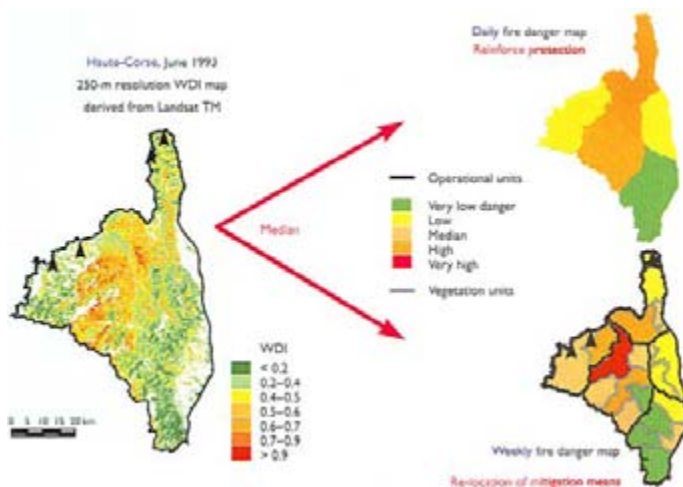 Haute-Corse, June 1993
250-m resolution WDI map
derived from Landsat TM
WDI
< 0.2
0.2–0.4
0.4–0.5
0.5–0.6
0.6–0.7
0.7–0.9
> 0.9
0 5 10 15 20 km
Median
Daily fire danger map
Reinforce protection
Operational units
Very low danger
Low
Median
High
Very high
Vegetation units
Weekly fire danger map
Re-location of mitigation means